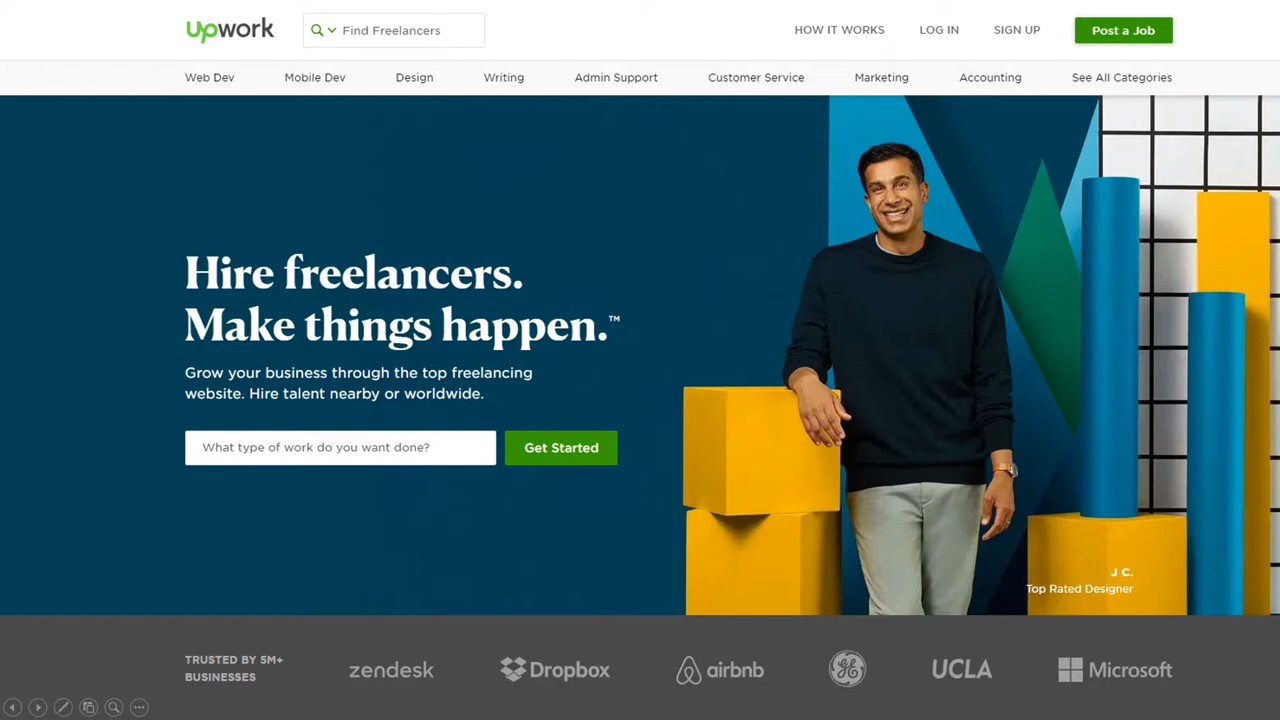 upwork
Find Freelancers
HOW IT WORKS
LOG IN
SIGN UP
Post a Job
Web Dev
Mobile Dev
Design
Writing
Admin Support
Customer Service
Marketing
Accounting
See All Categories
Hire freelancers.
Make things happen.™
Grow your business through the top freelancing
website. Hire talent nearby or worldwide.
What type of work do you want done?
Get Started
J C.
Top Rated Designer
TRUSTED BY 5M+
BUSINESSES
zendesk
Dropbox
airbnb
GE
UCLA
Microsoft